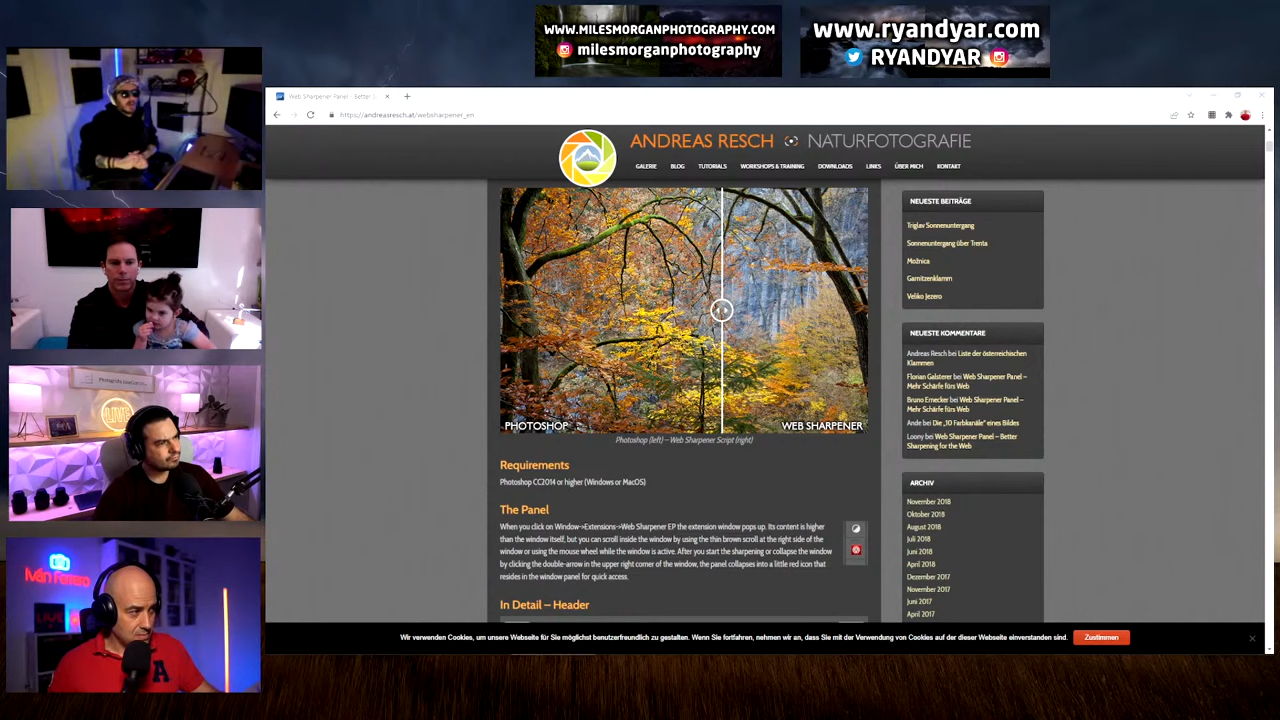 WWW.MILESMORGANPHOTOGRAPHY.COM
milesmorganphotography
www.ryandyar.com
RYANDYAR
Web Sharpener Panel - Better
https://andreasresch.at/websharpener_en
ANDREAS RESCH NATURFOTOGRAFIE
GALERIE BLOG TUTORIALS WORKSHOPS & TRAINING DOWNLOADS LINKS ÜBER MICH KONTAKT
PHOTOSHOP WEB SHARPENER
Photoshop (left) – Web Sharpener Script (right)
Requirements
Photoshop CC2014 or higher (Windows or MacOS)
The Panel
When you click on Window->Extensions->Web Sharpener EP the extension window pops up. Its content is higher
than the window itself, but you can scroll inside the window by using the thin brown scroll at the right side of the
window or using the mouse wheel while the window is active. After you start the sharpening or collapse the window
by clicking the double-arrow in the upper right corner of the window, the panel collapses into a little red icon that
resides in the window panel for quick access.
In Detail – Header
NEUESTE BEITRÄGE
Triglav Sonnenuntergang
Sonnenuntergang über Trenta
Možnica
Garnitzenklamm
Veliko Jezero
NEUESTE KOMMENTARE
Andreas Resch bei Liste der österreichischen
Klammen
Florian Galsterer bei Web Sharpener Panel –
Mehr Schärfe fürs Web
Bruno Ernecker bei Web Sharpener Panel –
Mehr Schärfe fürs Web
Ande bei Die „10 Farbkanäle“ eines Bildes
Loony bei Web Sharpener Panel – Better
Sharpening for the Web
ARCHIV
November 2018
Oktober 2018
August 2018
Juli 2018
Juni 2018
April 2018
Dezember 2017
November 2017
Juni 2017
April 2017
Wir verwenden Cookies, um unsere Webseite für Sie möglichst benutzerfreundlich zu gestalten. Wenn Sie fortfahren, nehmen wir an, dass Sie mit der Verwendung von Cookies auf der dieser Webseite einverstanden sind.
Zustimmen
LIVE
Iván Ferrero
LIVE
A